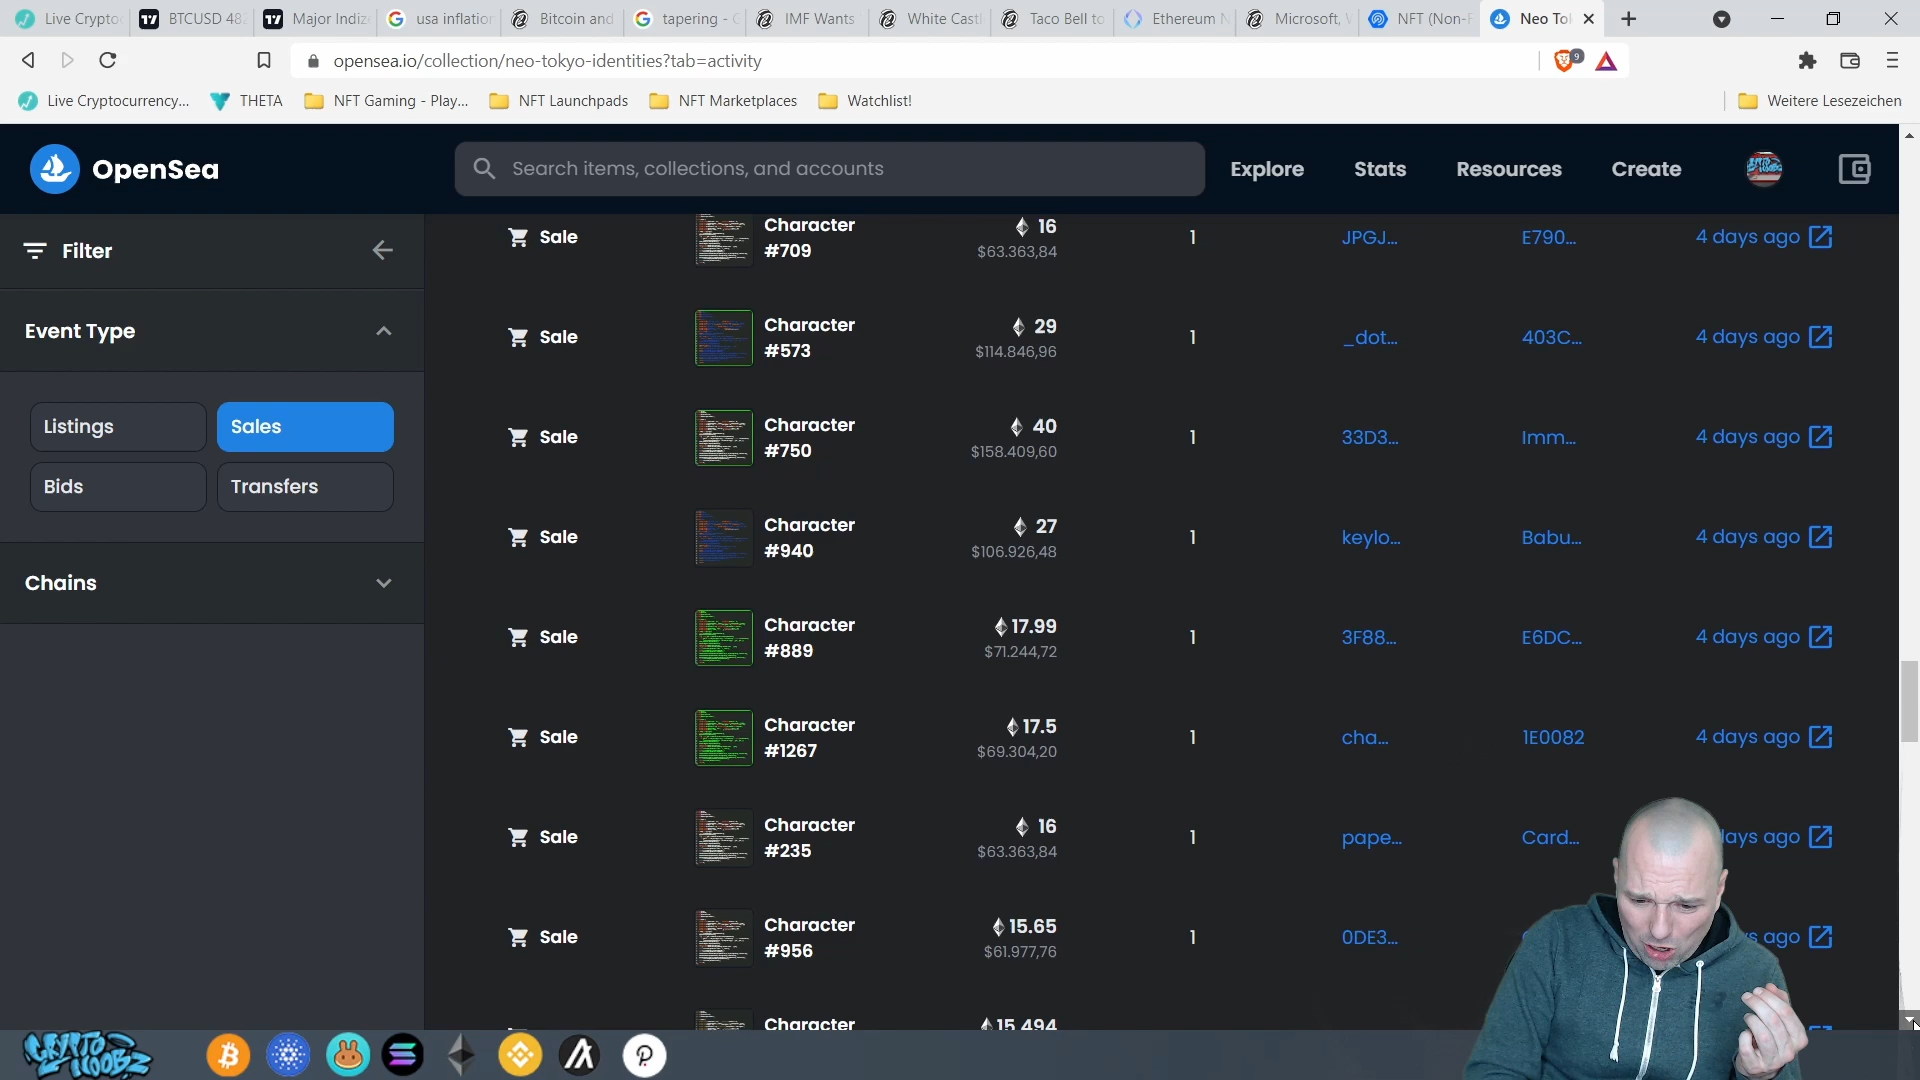 Live Crypto
BTCUSD 48
Major Indiz
usa inflation
Bitcoin and
tapering - G
IMF Wants
White Cast
Taco Bell to
Ethereum N
Microsoft, V
NFT (Non-F
Neo Tok
opensea.io/collection/neo-tokyo-identities?tab=activity
9
Live Cryptocurrency...
THETA
NFT Gaming - Play...
NFT Launchpads
NFT Marketplaces
Watchlist!
Weitere Lesezeichen
OpenSea
Search items, collections, and accounts
Explore
Stats
Resources
Create
Filter
Event Type
Listings
Sales
Bids
Transfers
Chains
Sale
Character
#709
16
$63.363,84
1
JPGJ...
E790...
4 days ago
Sale
Character
#573
29
$114.846,96
1
_dot...
403C...
4 days ago
Sale
Character
#750
40
$158.409,60
1
33D3...
Imm...
4 days ago
Sale
Character
#940
27
$106.926,48
1
keylo...
Babu...
4 days ago
Sale
Character
#889
17.99
$71.244,72
1
3F88...
E6DC...
4 days ago
Sale
Character
#1267
17.5
$69.304,20
1
cha...
1E0082
4 days ago
Sale
Character
#235
16
$63.363,84
1
pape...
Card...
days ago
Sale
Character
#956
15.65
$61.977,76
1
0DE3...
s ago
Character
15.494
CRYPTO
NOOBZ